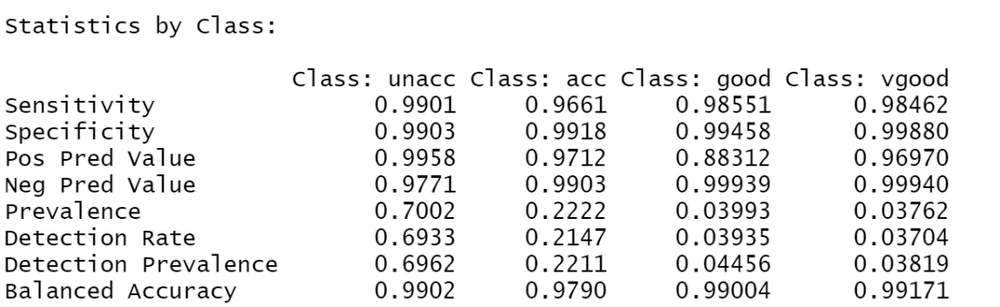 Statistics by Class:
Class: unacc Class: acc Class: good Class: vgood
Sensitivity 0.9901 0.9661 0.98551 0.98462
Specificity 0.9903 0.9918 0.99458 0.99880
Pos Pred Value 0.9958 0.9712 0.88312 0.96970
Neg Pred Value 0.9771 0.9903 0.99939 0.99940
Prevalence 0.7002 0.2222 0.03993 0.03762
Detection Rate 0.6933 0.2147 0.03935 0.03704
Detection Prevalence 0.6962 0.2211 0.04456 0.03819
Balanced Accuracy 0.9902 0.9790 0.99004 0.99171